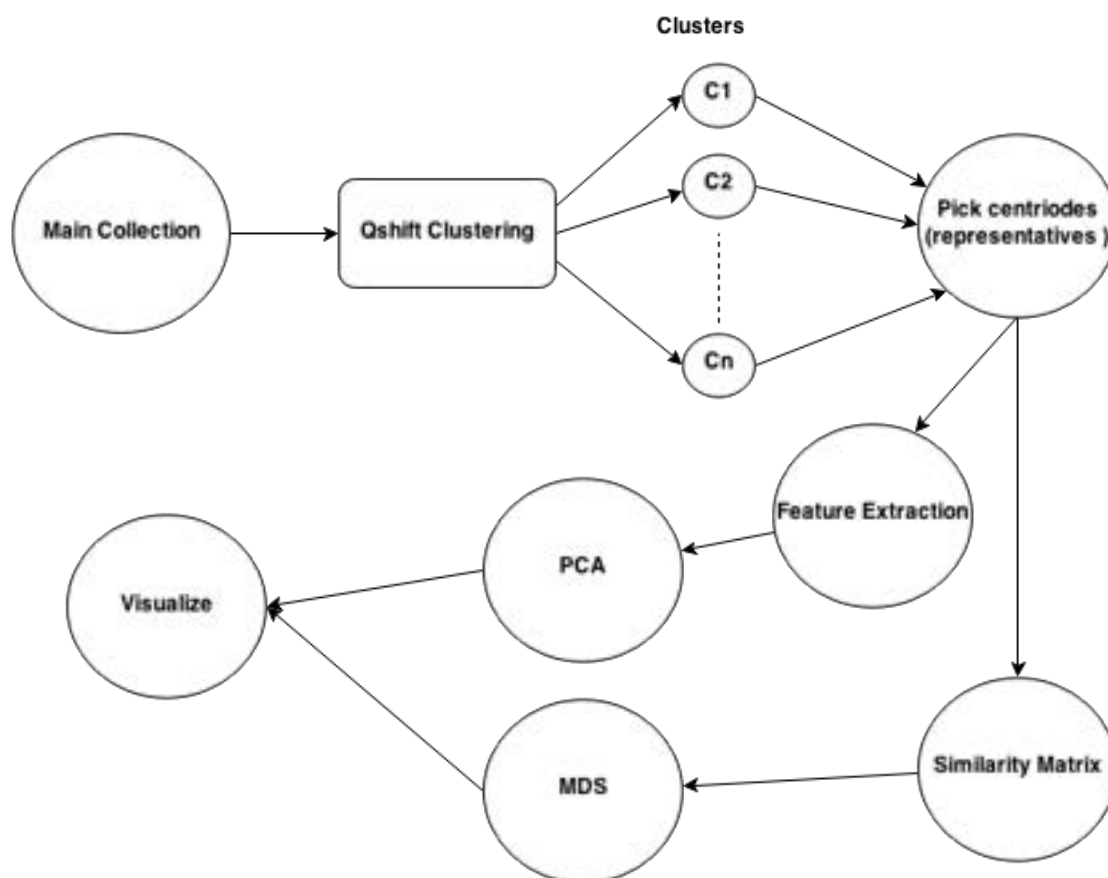 Clusters
C1
C2
Cn
Main Collection
Qshift Clustering
Pick centriodes
(representatives )
Feature Extraction
PCA
Visualize
Similarity Matrix
MDS